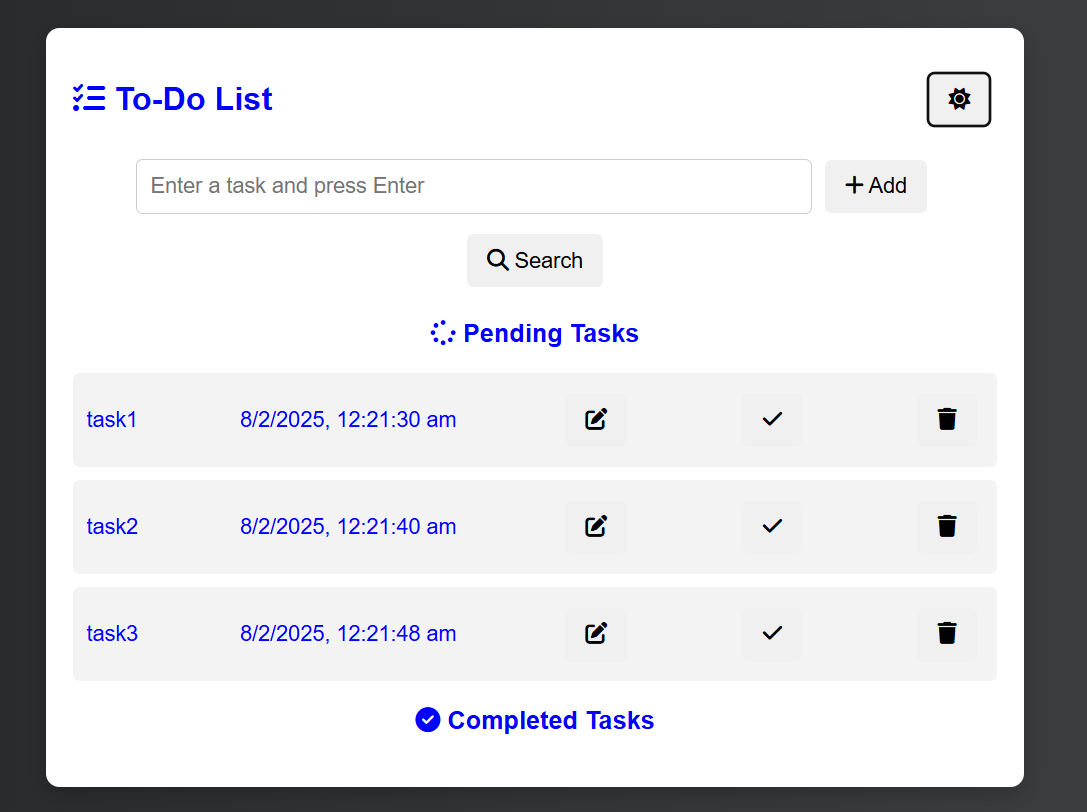 To-Do List
Enter a task and press Enter
Add
Search
Pending Tasks
task1 8/2/2025, 12:21:30 am
task2 8/2/2025, 12:21:40 am
task3 8/2/2025, 12:21:48 am
Completed Tasks